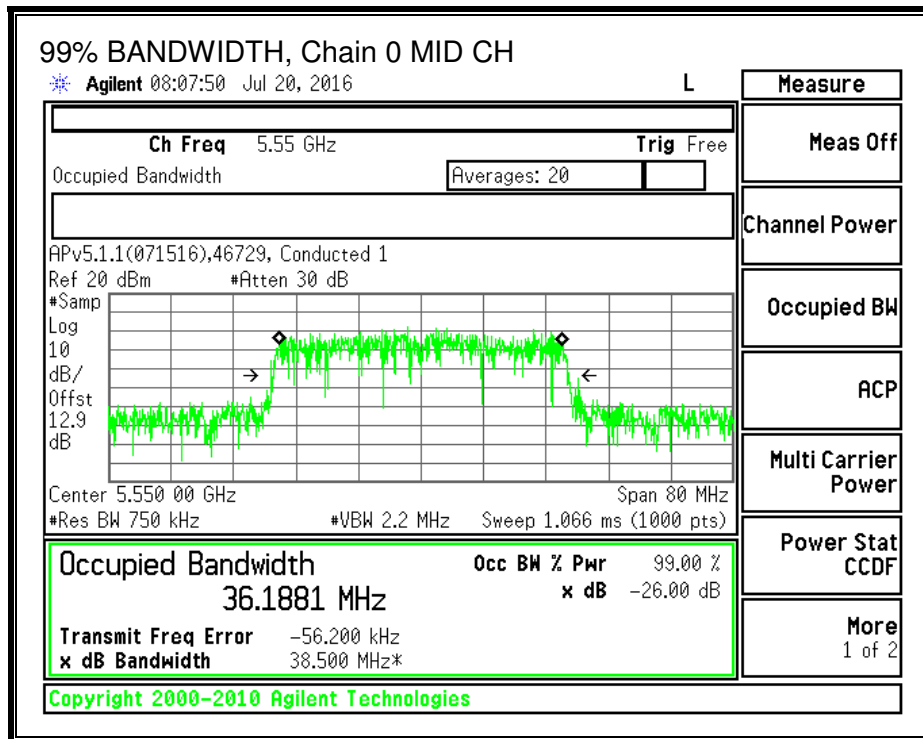 99% BANDWIDTH, Chain 0 MID CH
Agilent 08:07:50 Jul 20, 2016 L
Measure
Ch Freq 5.55 GHz Trig Free
Meas Off
Occupied Bandwidth Averages: 20
Channel Power
APv5.1.1(071516),46729, Conducted 1
Ref 20 dBm #Atten 30 dB
#Samp
Log
10
dB/
Offst
12.9
dB
Occupied BW
ACP
Center 5.550 00 GHz Span 80 MHz
#Res BW 750 kHz #VBW 2.2 MHz Sweep 1.066 ms (1000 pts)
Multi Carrier
Power
Occupied Bandwidth
36.1881 MHz
Occ BW % Pwr 99.00 %
x dB -26.00 dB
Transmit Freq Error -56.200 kHz
x dB Bandwidth 38.500 MHz*
Power Stat
CCDF
More
1 of 2
Copyright 2000-2010 Agilent Technologies